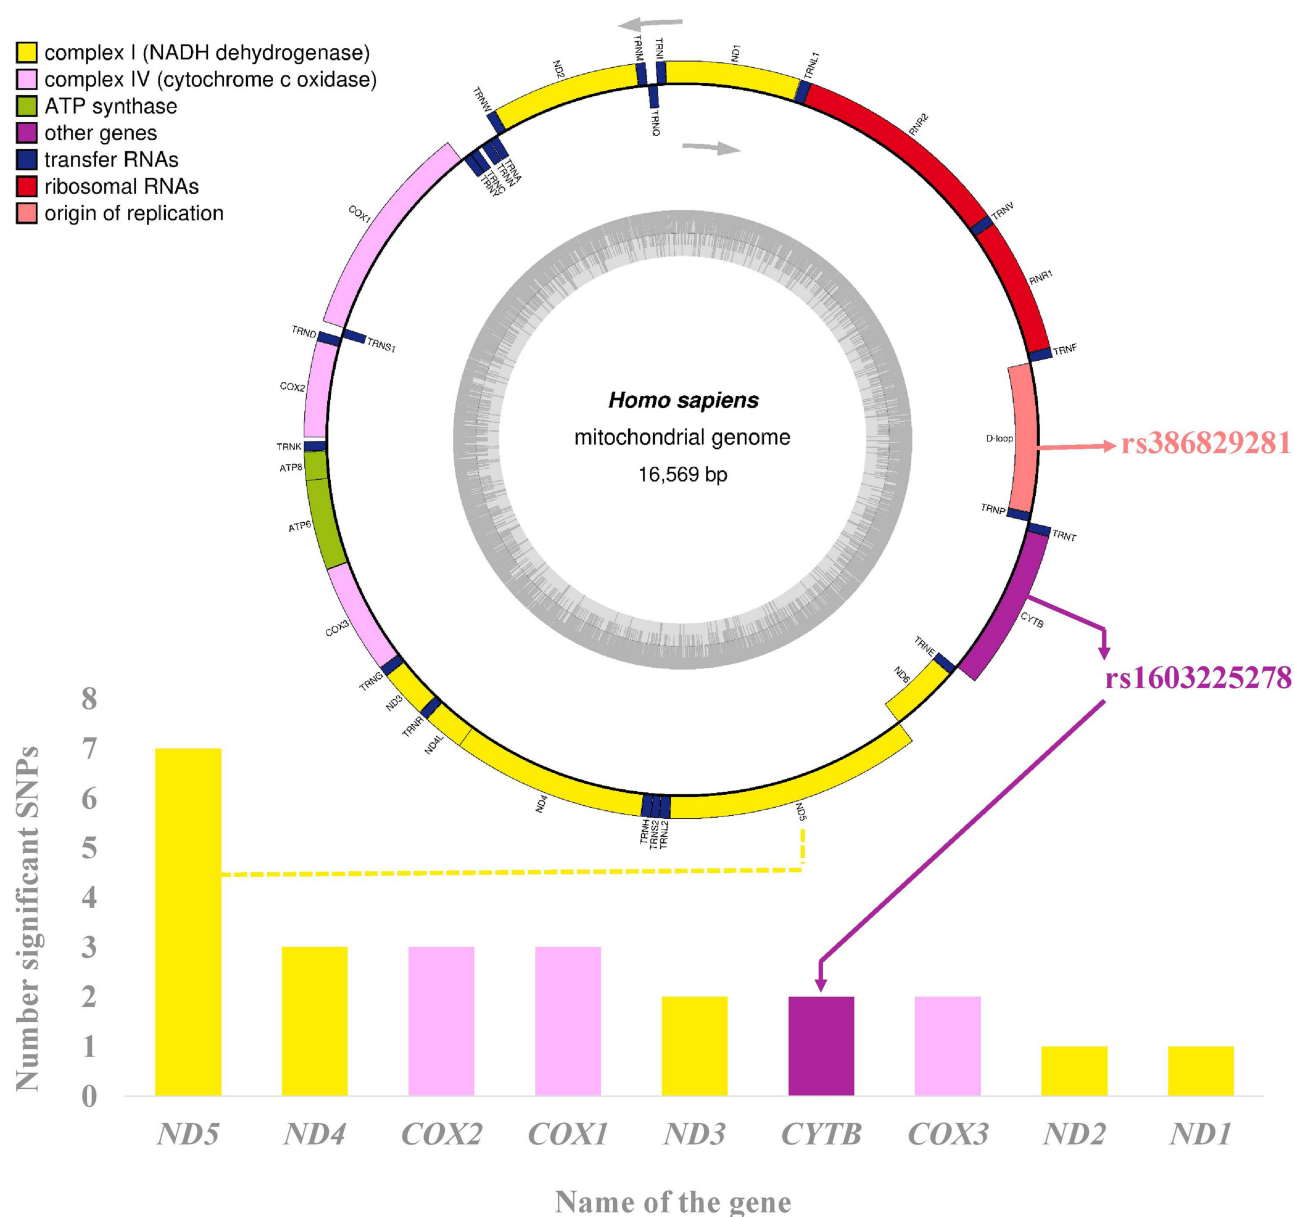 complex I (NADH dehydrogenase)
complex IV (cytochrome c oxidase)
ATP synthase
other genes
transfer RNAs
ribosomal RNAs
origin of replication
TRNM
TRNI
ND1
TRNL1
ND2
TRNQ
TRNW
RNR2
TRNA
TRNN
TRNC
TRNY
COX1
TRNV
RNR1
TRND
TRNS1
TRNF
COX2
Homo sapiens
mitochondrial genome
16,569 bp
D-loop
rs386829281
TRNK
ATP8
ATP6
TRNP
TRNT
COX3
CYTB
TRNE
ND6
TRNG
ND3
TRNR
ND4L
rs1603225278
ND4
TRNH
TRNS2
TRNL2
ND5
Number significant SNPs
8
7
6
5
4
3
2
1
0
ND5 ND4 COX2 COX1 ND3 CYTB COX3 ND2 ND1
Name of the gene